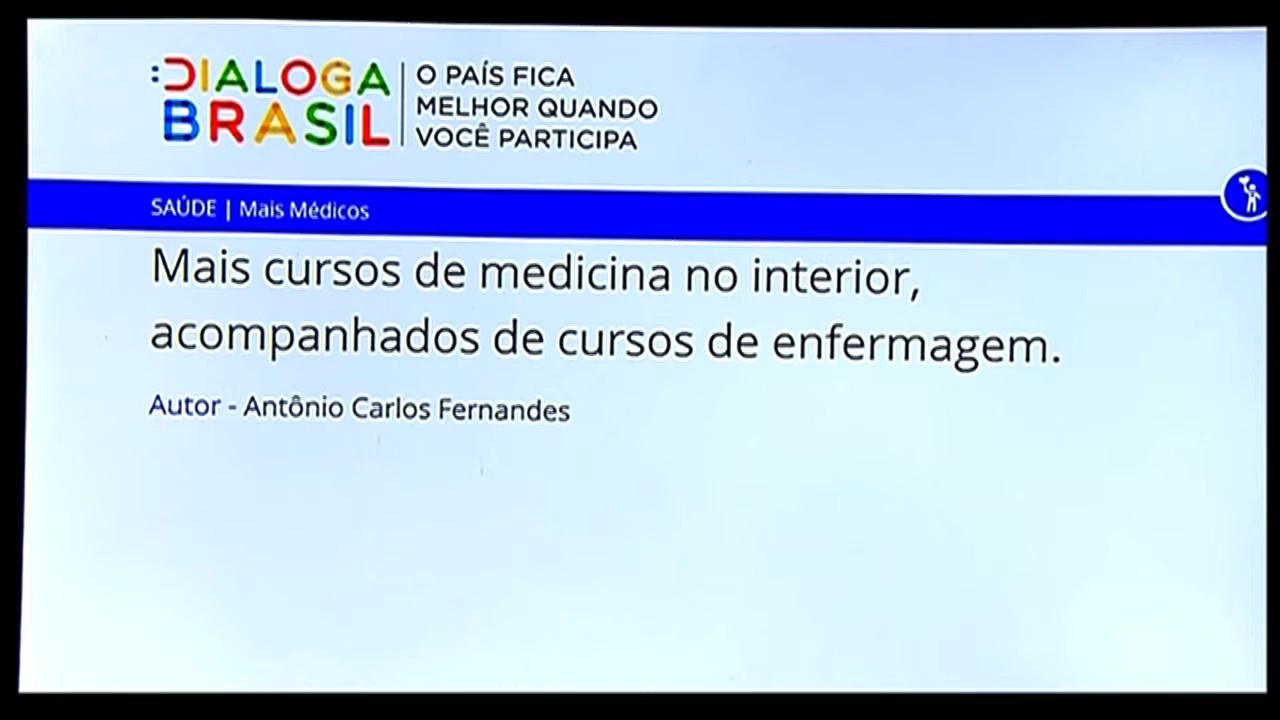 :DIALOGA
BRASIL
O PAÍS FICA
MELHOR QUANDO
VOCÊ PARTICIPA
SAÚDE | Mais Médicos
Mais cursos de medicina no interior,
acompanhados de cursos de enfermagem.
Autor - Antônio Carlos Fernandes